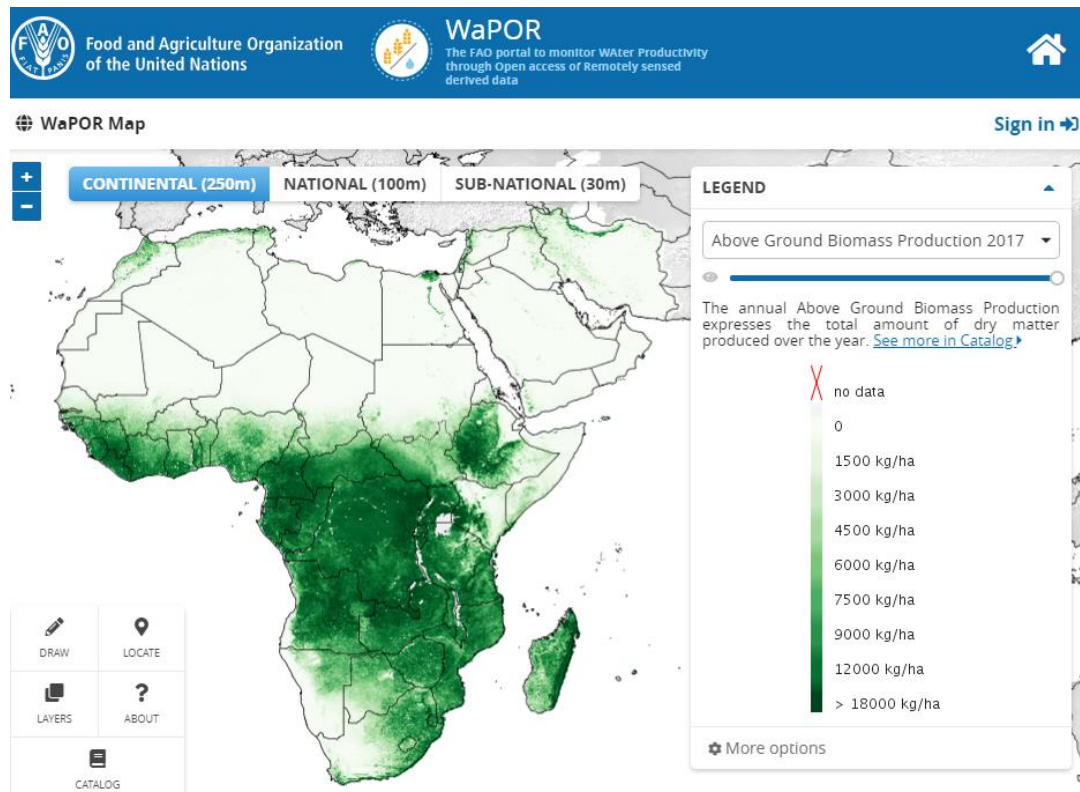 FAO
FIAT PANIS
Food and Agriculture Organization
of the United Nations
WaPOR
The FAO portal to monitor WAter Productivity
through Open access of Remotely sensed
derived data
WaPOR Map
Sign in
+
−
CONTINENTAL (250m) NATIONAL (100m) SUB-NATIONAL (30m)
LEGEND
Above Ground Biomass Production 2017
The annual Above Ground Biomass Production
expresses the total amount of dry matter
produced over the year. See more in Catalog
no data
0
1500 kg/ha
3000 kg/ha
4500 kg/ha
6000 kg/ha
7500 kg/ha
9000 kg/ha
12000 kg/ha
> 18000 kg/ha
More options
DRAW LOCATE
LAYERS ? ABOUT
CATALOG